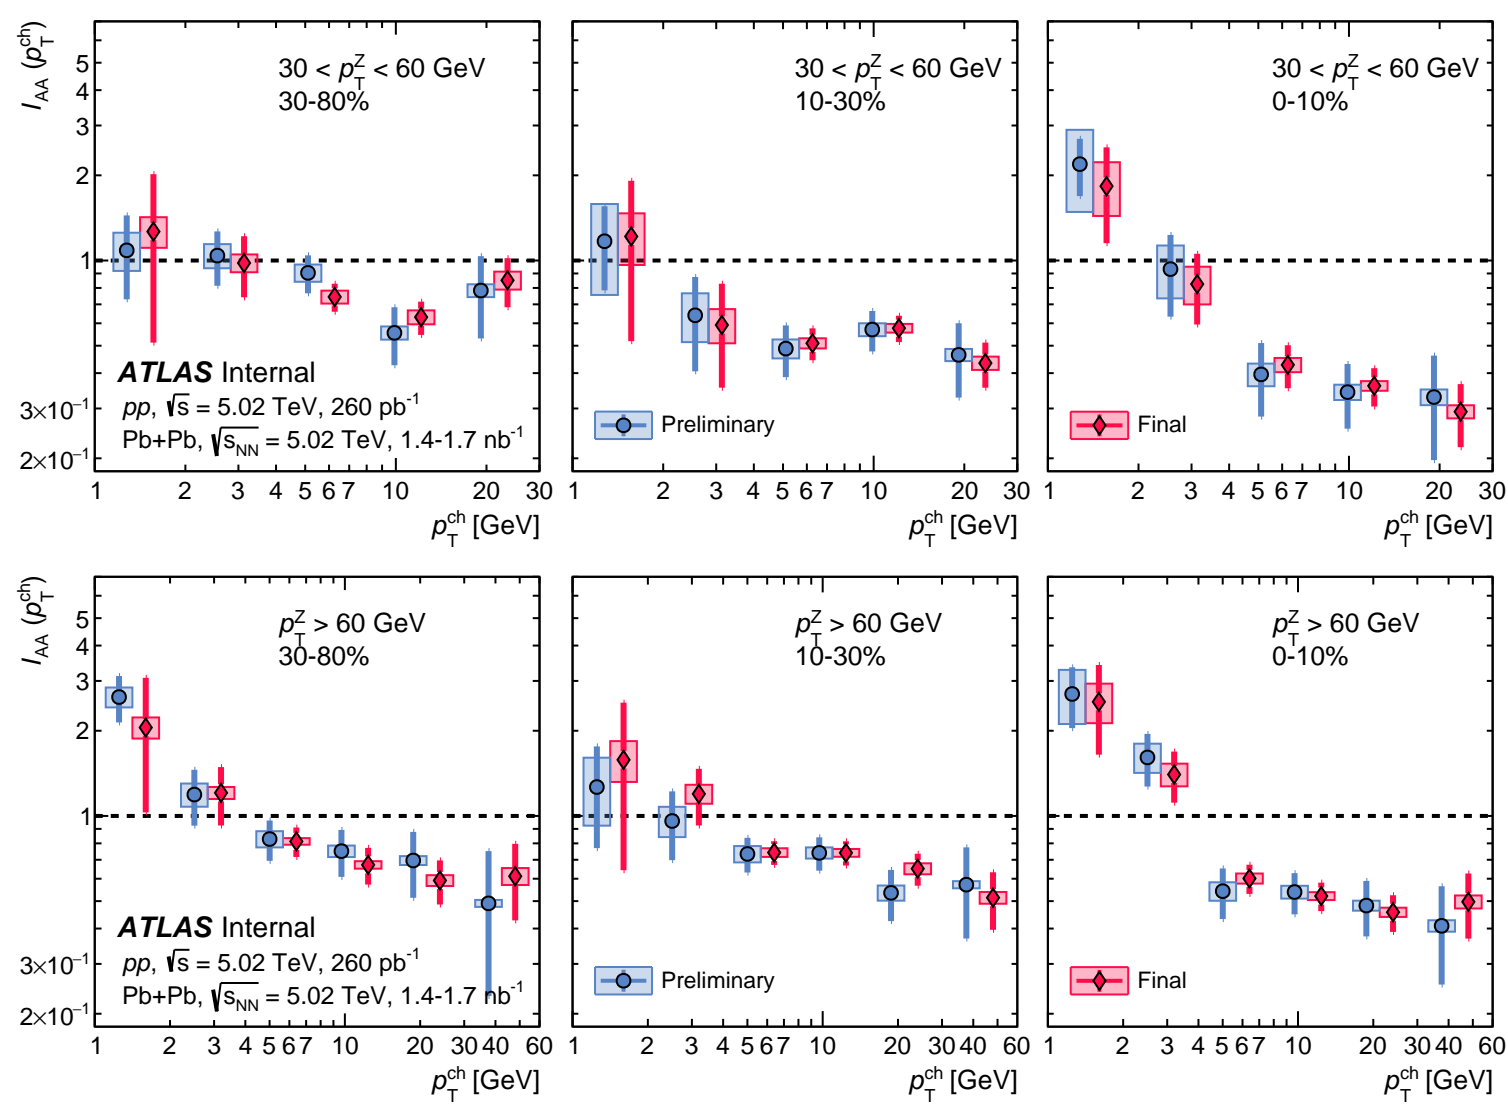 I_AA (p_T^ch)
5
4
3
2
1
3×10⁻¹
2×10⁻¹
30 < p_T^Z < 60 GeV
30-80%
ATLAS Internal
pp, √s = 5.02 TeV, 260 pb⁻¹
Pb+Pb, √s_NN = 5.02 TeV, 1.4-1.7 nb⁻¹
1 2 3 4 5 6 7 10 20 30
p_T^ch [GeV]
30 < p_T^Z < 60 GeV
10-30%
Preliminary
1 2 3 4 5 6 7 10 20 30
p_T^ch [GeV]
30 < p_T^Z < 60 GeV
0-10%
Final
1 2 3 4 5 6 7 10 20 30
p_T^ch [GeV]
I_AA (p_T^ch)
5
4
3
2
1
3×10⁻¹
2×10⁻¹
p_T^Z > 60 GeV
30-80%
ATLAS Internal
pp, √s = 5.02 TeV, 260 pb⁻¹
Pb+Pb, √s_NN = 5.02 TeV, 1.4-1.7 nb⁻¹
1 2 3 4 5 6 7 10 20 30 40 60
p_T^ch [GeV]
p_T^Z > 60 GeV
10-30%
Preliminary
1 2 3 4 5 6 7 10 20 30 40 60
p_T^ch [GeV]
p_T^Z > 60 GeV
0-10%
Final
1 2 3 4 5 6 7 10 20 30 40 60
p_T^ch [GeV]